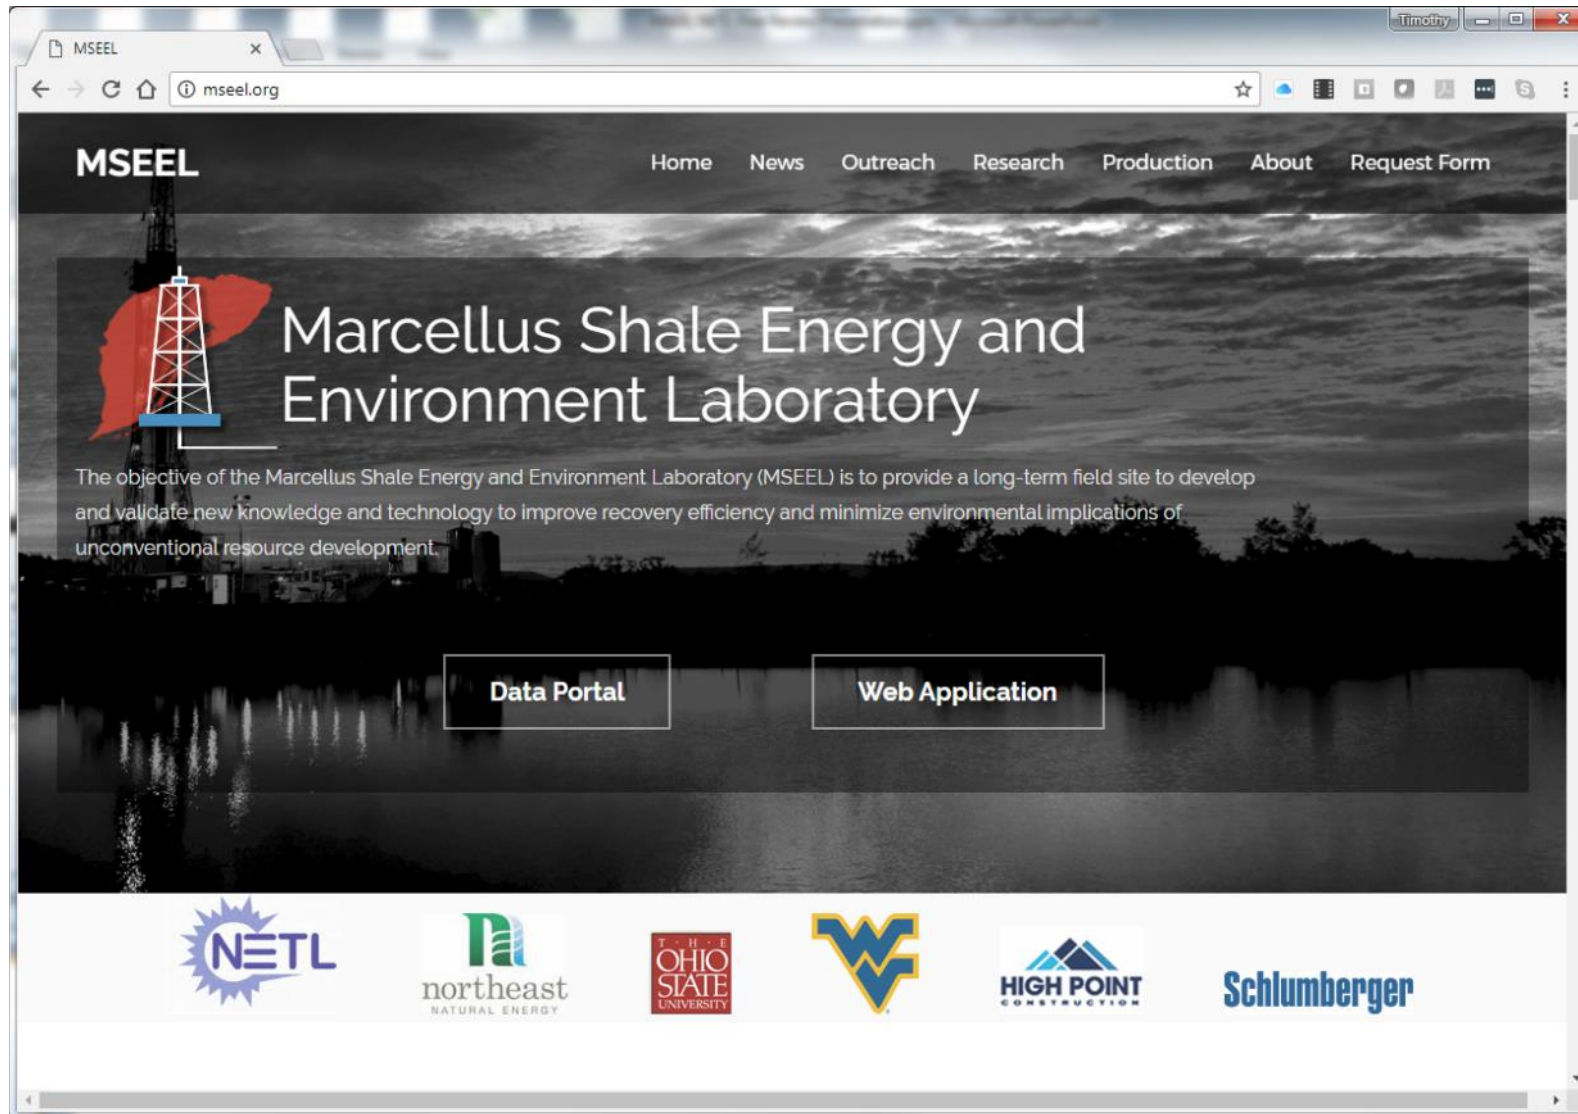 Timothy
MSEEL
mseel.org
MSEEL
Home News Outreach Research Production About Request Form
Marcellus Shale Energy and
Environment Laboratory
The objective of the Marcellus Shale Energy and Environment Laboratory (MSEEL) is to provide a long-term field site to develop
and validate new knowledge and technology to improve recovery efficiency and minimize environmental implications of
unconventional resource development.
Data Portal Web Application
NETL
northeast
NATURAL ENERGY
T·H·E
OHIO
STATE
UNIVERSITY
WV
HIGH POINT
CONSTRUCTION
Schlumberger